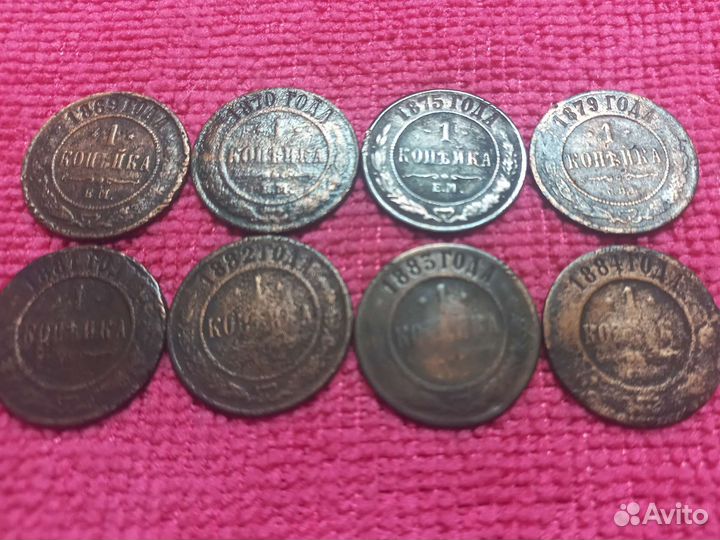 1869 ГОДА
1
КОПѢЙКА
Е.М.
1870 ГОДА
1
КОПѢЙКА
Е.М.
1875 ГОДА
1
КОПѢЙКА
Е.М.
1879 ГОДА
1
КОПѢЙКА
1
КОПѢЙКА
1882 ГОДА
1
КОПѢЙКА
1883 ГОДА
1
КОПѢЙКА
1884 ГОДА
1
Avito